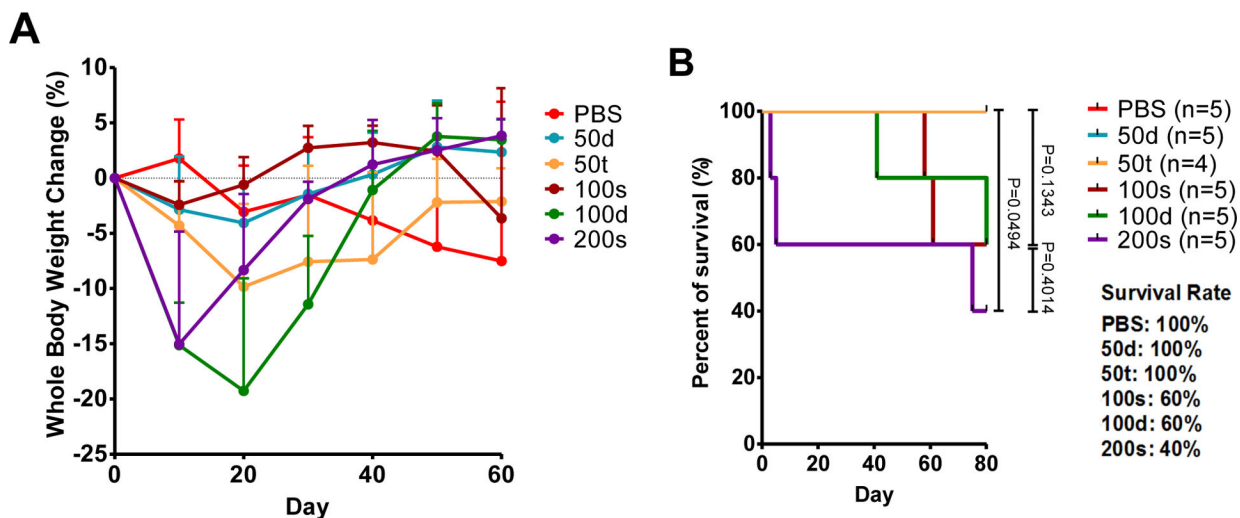 A
Whole Body Weight Change (%)
10
5
0
-5
-10
-15
-20
-25
0
20
40
60
Day
PBS
50d
50t
100s
100d
200s
B
Percent of survival (%)
100
80
60
40
20
0
0
20
40
60
80
Day
P=0.0494
P=0.1343
P=0.4014
PBS (n=5)
50d (n=5)
50t (n=4)
100s (n=5)
100d (n=5)
200s (n=5)
Survival Rate
PBS: 100%
50d: 100%
50t: 100%
100s: 60%
100d: 60%
200s: 40%